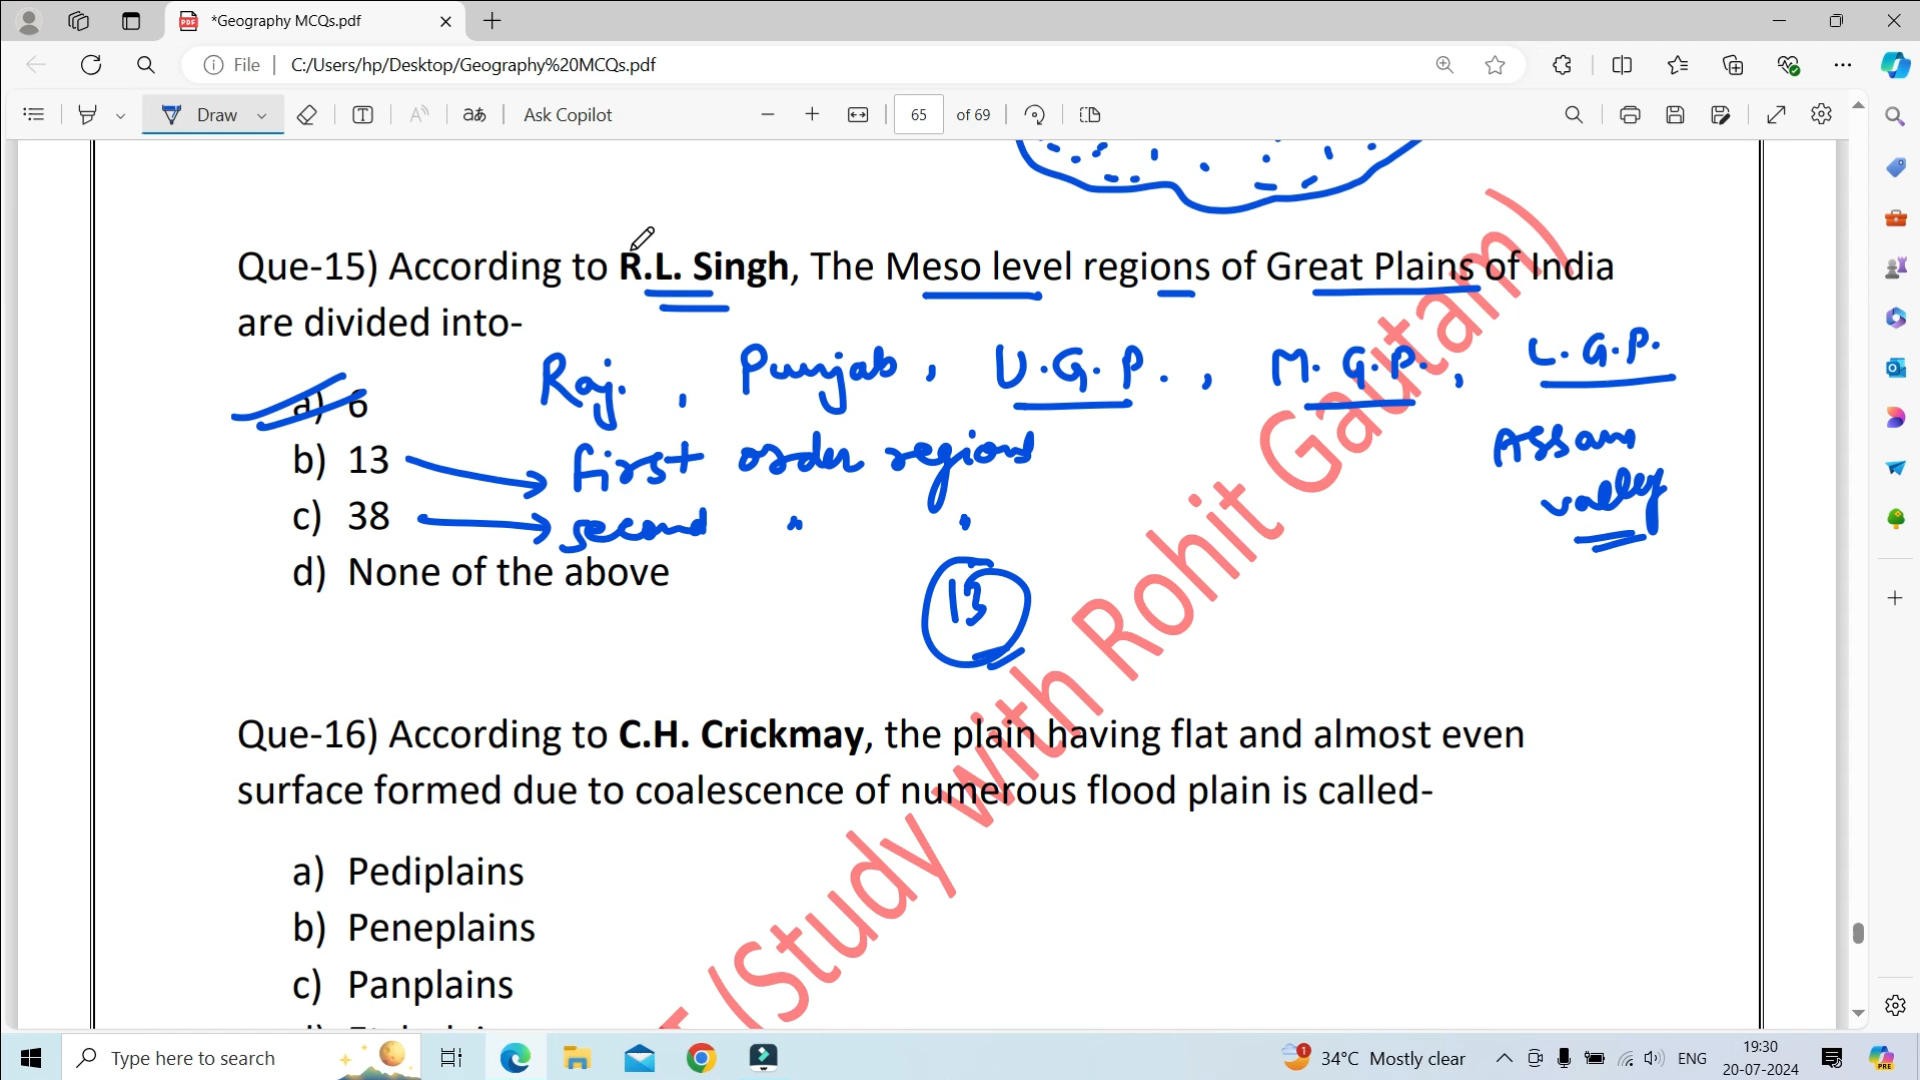 *Geography MCQs.pdf
File
C:/Users/hp/Desktop/Geography%20MCQs.pdf
Draw
Ask Copilot
65 of 69
Que-15) According to R.L. Singh, The Meso level regions of Great Plains of India
are divided into-
Raj. , Punjab , U.G.P. , M.G.P. , L.G.P.
Assam
valley
a) 6
b) 13
first order regions
c) 38
second " "
d) None of the above
13
Que-16) According to C.H. Crickmay, the plain having flat and almost even
surface formed due to coalescence of numerous flood plain is called-
a) Pediplains
b) Peneplains
c) Panplains
(Study with Rohit Gautam)
Type here to search
34°C Mostly clear
ENG
19:30
20-07-2024